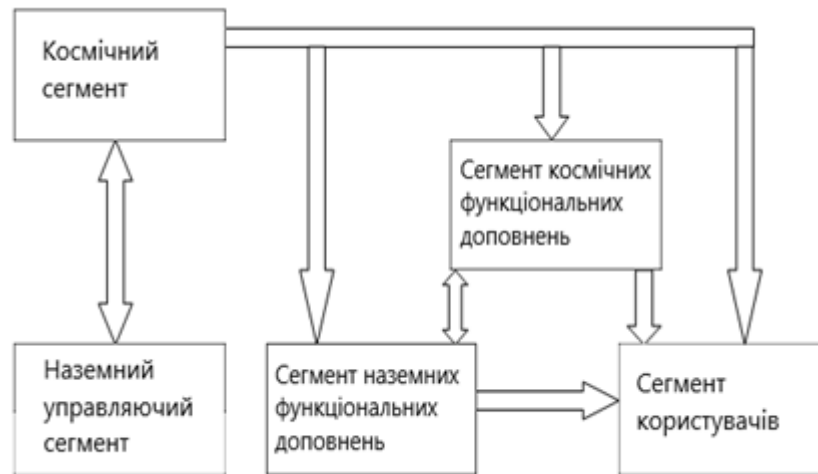 Космічний
сегмент
Сегмент космічних
функціональних
доповнень
Наземний
управляючий
сегмент
Сегмент наземних
функціональних
доповнень
Сегмент
користувачів